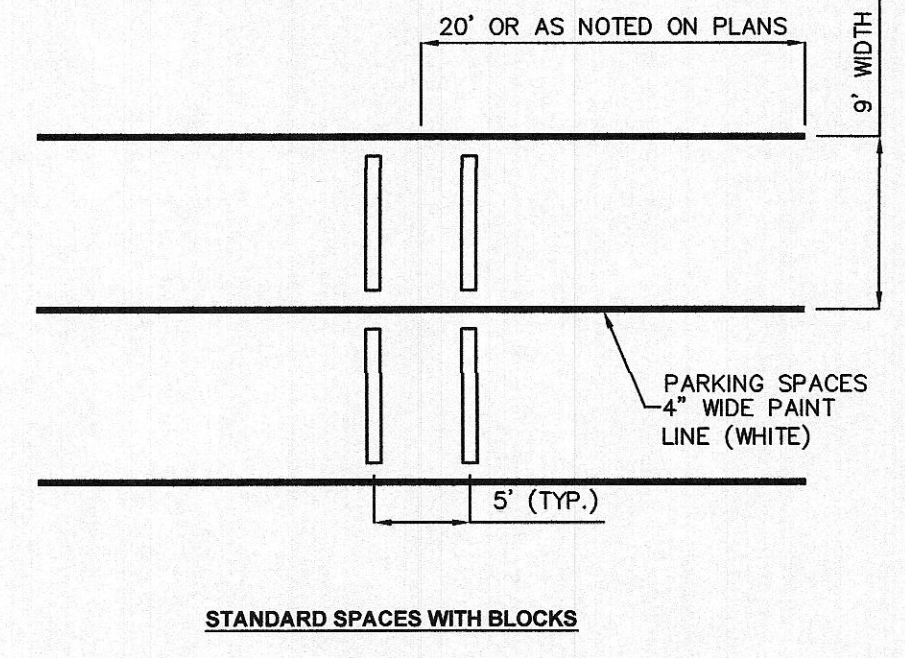 20' OR AS NOTED ON PLANS
9' WIDTH
PARKING SPACES
4" WIDE PAINT
LINE (WHITE)
5' (TYP.)
STANDARD SPACES WITH BLOCKS